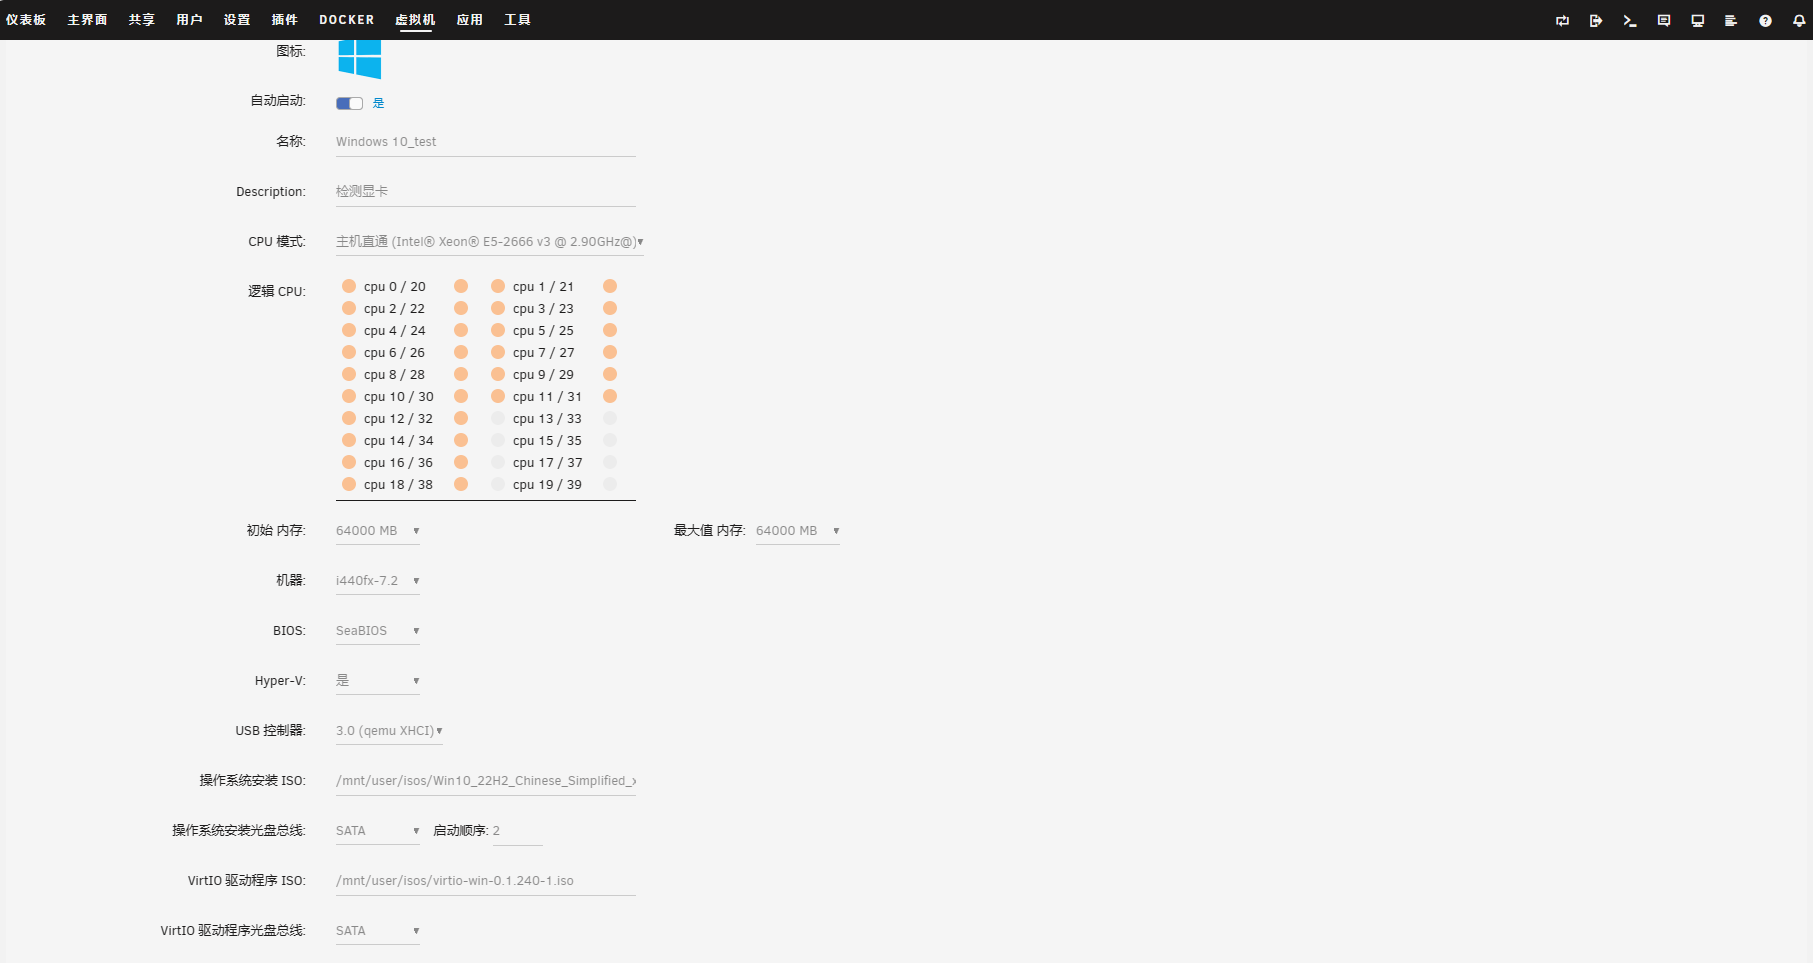 仪表板 主界面 共享 用户 设置 插件 DOCKER 虚拟机 应用 工具
图标:
自动启动: 是
名称: Windows 10_test
Description: 检测显卡
CPU 模式: 主机直通 (Intel® Xeon® E5-2666 v3 @ 2.90GHz@)
逻辑 CPU: cpu 0 / 20 cpu 1 / 21
cpu 2 / 22 cpu 3 / 23
cpu 4 / 24 cpu 5 / 25
cpu 6 / 26 cpu 7 / 27
cpu 8 / 28 cpu 9 / 29
cpu 10 / 30 cpu 11 / 31
cpu 12 / 32 cpu 13 / 33
cpu 14 / 34 cpu 15 / 35
cpu 16 / 36 cpu 17 / 37
cpu 18 / 38 cpu 19 / 39
初始 内存: 64000 MB 最大值 内存: 64000 MB
机器: i440fx-7.2
BIOS: SeaBIOS
Hyper-V: 是
USB 控制器: 3.0 (qemu XHCI)
操作系统安装 ISO: /mnt/user/isos/Win10_22H2_Chinese_Simplified_x
操作系统安装光盘总线: SATA 启动顺序: 2
VirtIO 驱动程序 ISO: /mnt/user/isos/virtio-win-0.1.240-1.iso
VirtIO 驱动程序光盘总线: SATA